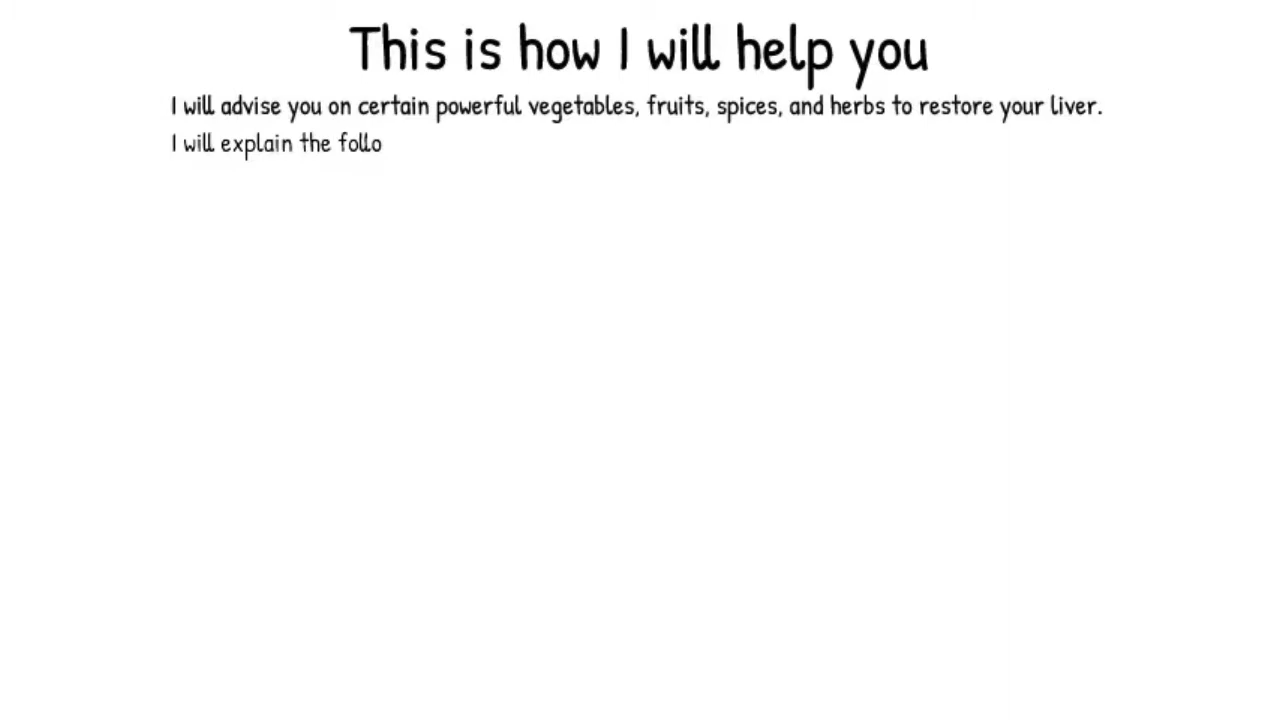 This is how I will help you
I will advise you on certain powerful vegetables, fruits, spices, and herbs to restore your liver.
I will explain the follo